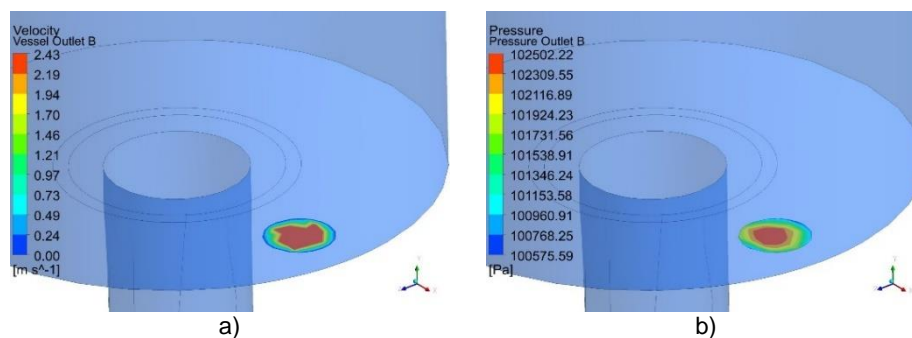 Velocity
Vessel Outlet B
2.43
2.19
1.94
1.70
1.46
1.21
0.97
0.73
0.49
0.24
0.00
[m s^-1]
a)
Pressure
Pressure Outlet B
102502.22
102309.55
102116.89
101924.23
101731.56
101538.91
101346.24
101153.58
100960.91
100768.25
100575.59
[Pa]
b)